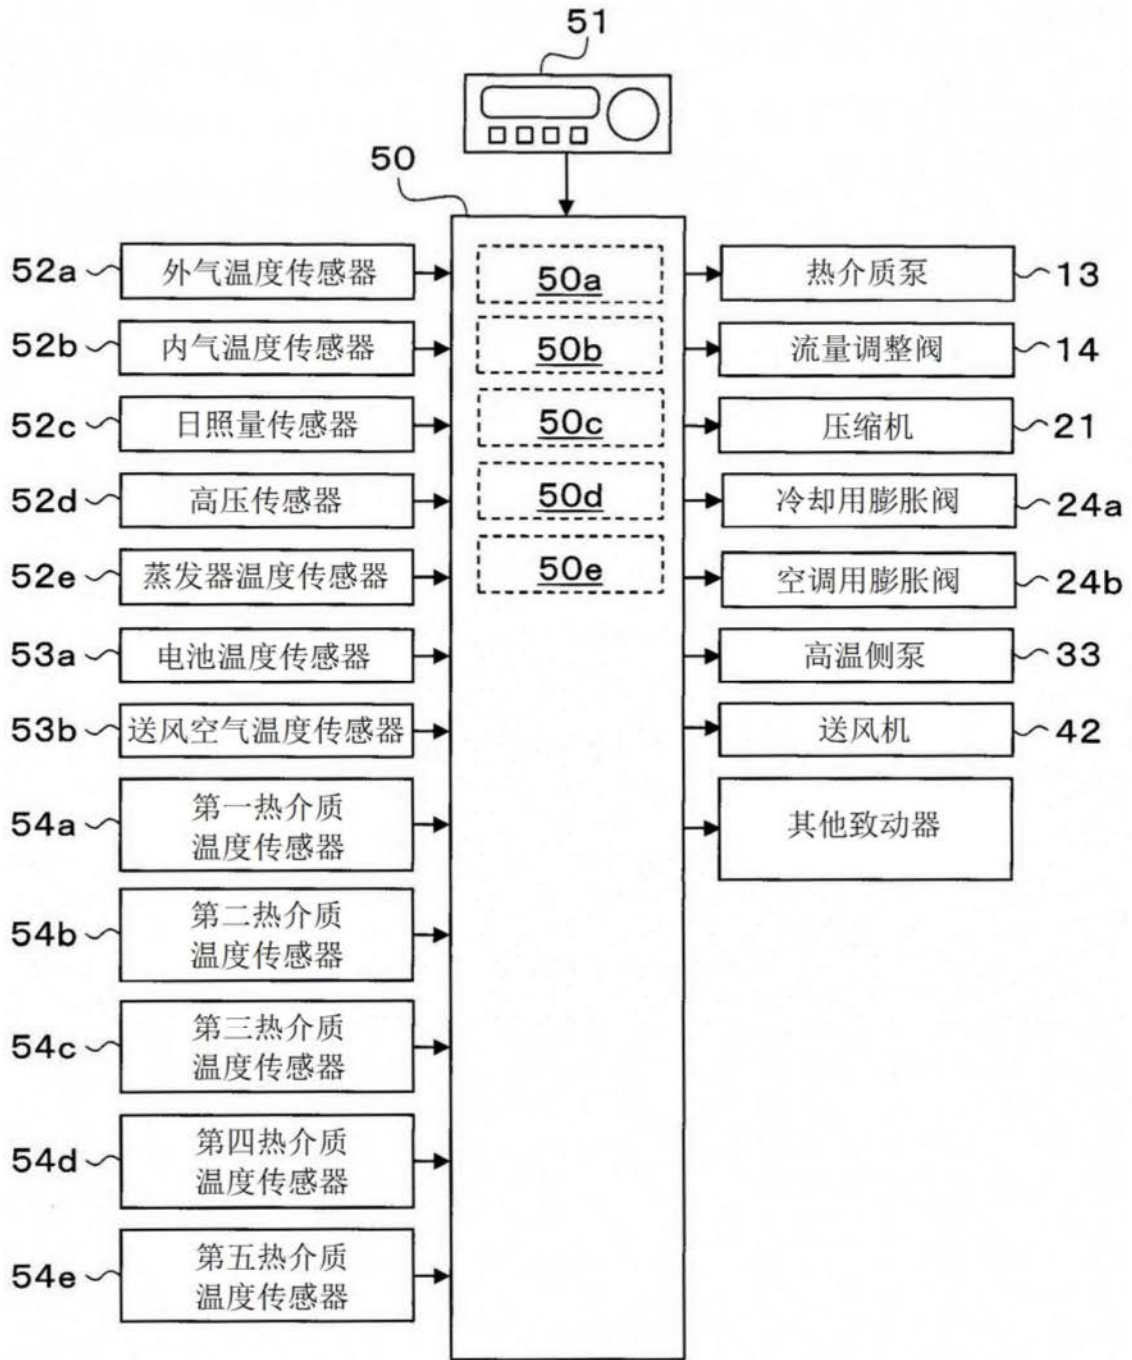 51
50
52a
外气温度传感器
50a
热介质泵
13
52b
内气温度传感器
50b
流量调整阀
14
52c
日照量传感器
50c
压缩机
21
52d
高压传感器
50d
冷却用膨胀阀
24a
52e
蒸发器温度传感器
50e
空调用膨胀阀
24b
53a
电池温度传感器
高温侧泵
33
53b
送风空气温度传感器
送风机
42
54a
第一热介质
温度传感器
其他致动器
54b
第二热介质
温度传感器
54c
第三热介质
温度传感器
54d
第四热介质
温度传感器
54e
第五热介质
温度传感器